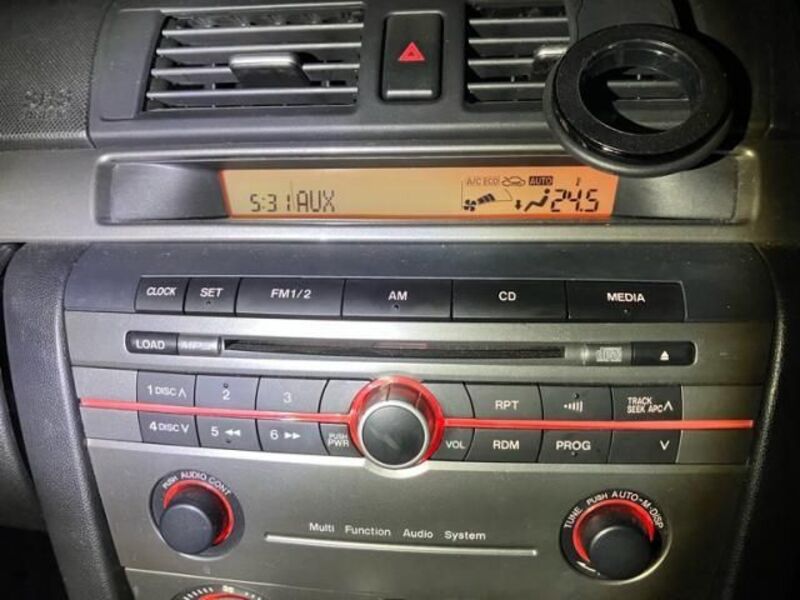 SRS
A/C ECO AUTO
5:31 AUX 24.5
CLOCK SET FM1/2 AM CD MEDIA
LOAD MP3
1 DISC ∧ 2 3 RPT TRACK
SEEK APC ∧
4 DISC ∨ 5 ◀◀ 6 ▶▶ PUSH
PWR VOL RDM PROG ∨
PUSH AUDIO CONT
TUNE PUSH AUTO-M-DISP
Multi Function Audio System